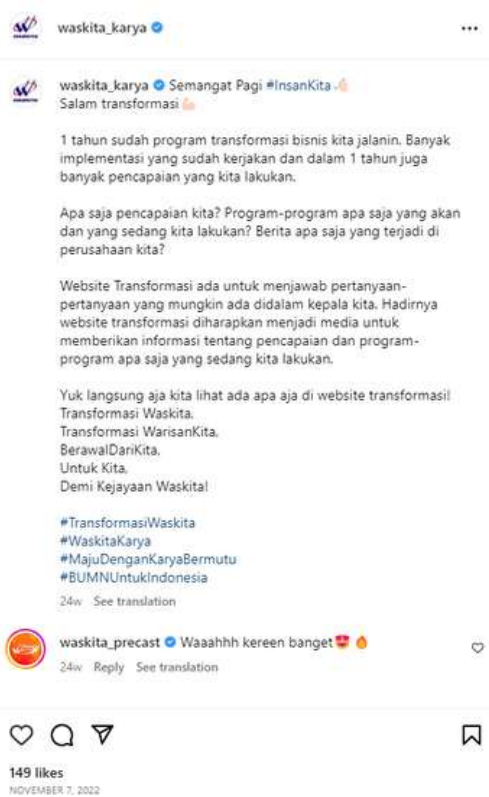 waskita_karya
waskita_karya Semangat Pagi #InsanKita
Salam transformasi
1 tahun sudah program transformasi bisnis kita jalanin. Banyak
implementasi yang sudah kerjakan dan dalam 1 tahun juga
banyak pencapaian yang kita lakukan.
Apa saja pencapaian kita? Program-program apa saja yang akan
dan yang sedang kita lakukan? Berita apa saja yang terjadi di
perusahaan kita?
Website Transformasi ada untuk menjawab pertanyaan-
pertanyaan yang mungkin ada didalam kepala kita. Hadirnya
website transformasi diharapkan menjadi media untuk
memberikan informasi tentang pencapaian dan program-
program apa saja yang sedang kita lakukan.
Yuk langsung aja kita lihat ada apa aja di website transformasi!
Transformasi Waskita,
Transformasi WarisanKita,
BerawalDariKita,
Untuk Kita,
Demi Kejayaan Waskita!
#TransformasiWaskita
#WaskitaKarya
#MajuDenganKaryaBermutu
#BUMNUntukIndonesia
24w See translation
waskita_precast Waaahhh kereen banget😍🔥
24w Reply See translation
149 likes
NOVEMBER 7, 2022